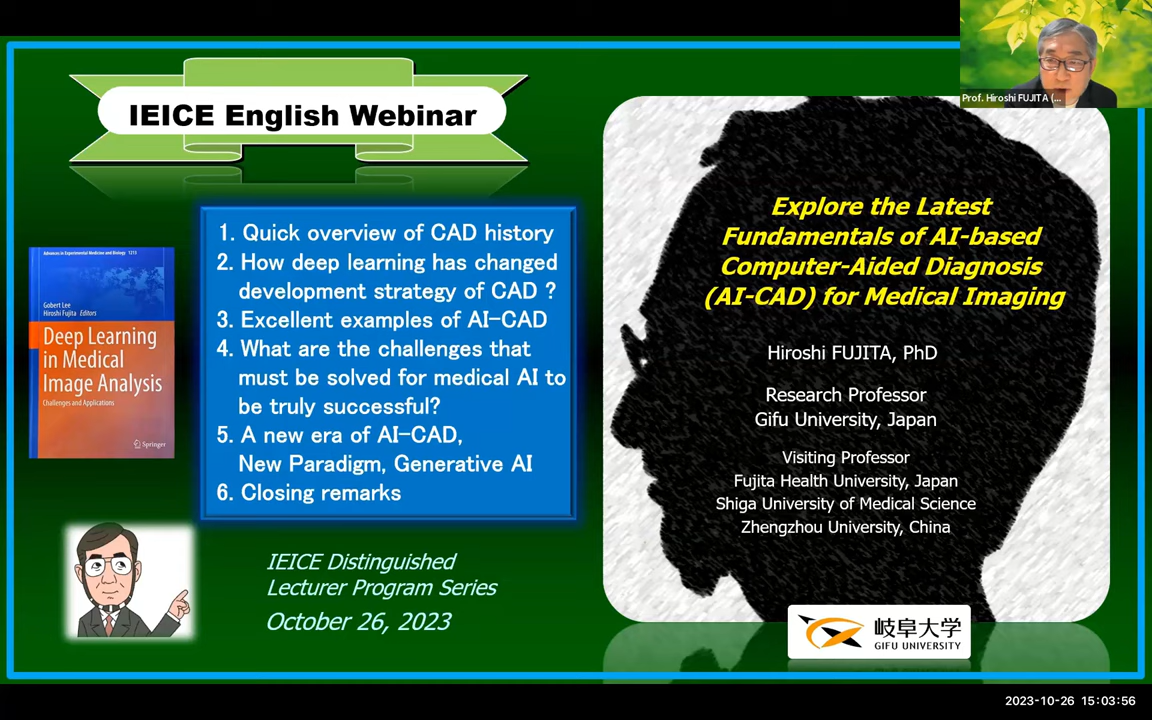 Prof. Hiroshi FUJITA (...
IEICE English Webinar
1. Quick overview of CAD history
2. How deep learning has changed
development strategy of CAD ?
3. Excellent examples of AI-CAD
4. What are the challenges that
must be solved for medical AI to
be truly successful?
5. A new era of AI-CAD,
New Paradigm, Generative AI
6. Closing remarks
Advances in Experimental Medicine and Biology 1213
Gobert Lee
Hiroshi Fujita Editors
Deep Learning
in Medical
Image Analysis
Challenges and Applications
Springer
IEICE Distinguished
Lecturer Program Series
October 26, 2023
Explore the Latest
Fundamentals of AI-based
Computer-Aided Diagnosis
(AI-CAD) for Medical Imaging
Hiroshi FUJITA, PhD
Research Professor
Gifu University, Japan
Visiting Professor
Fujita Health University, Japan
Shiga University of Medical Science
Zhengzhou University, China
岐阜大学
GIFU UNIVERSITY
2023-10-26 15:03:56